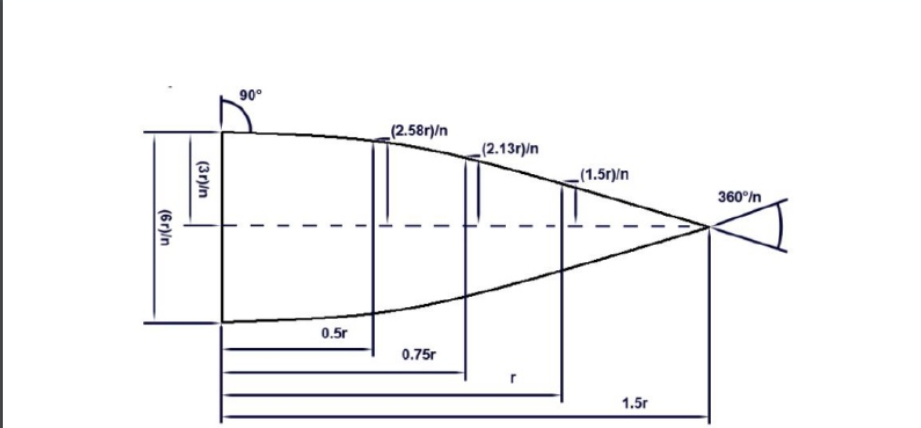 90°
(2.58r)/n
(2.13r)/n
(1.5r)/n
360°/n
(3r)/n
(6r)/n
0.5r
0.75r
r
1.5r